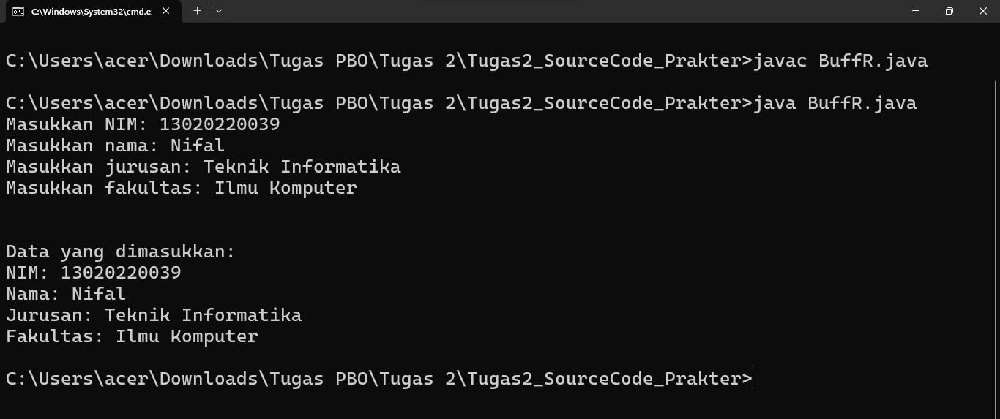 C:\Windows\System32\cmd.e
C:\Users\acer\Downloads\Tugas PBO\Tugas 2\Tugas2_SourceCode_Prakter>javac BuffR.java
C:\Users\acer\Downloads\Tugas PBO\Tugas 2\Tugas2_SourceCode_Prakter>java BuffR.java
Masukkan NIM: 13020220039
Masukkan nama: Nifal
Masukkan jurusan: Teknik Informatika
Masukkan fakultas: Ilmu Komputer
Data yang dimasukkan:
NIM: 13020220039
Nama: Nifal
Jurusan: Teknik Informatika
Fakultas: Ilmu Komputer
C:\Users\acer\Downloads\Tugas PBO\Tugas 2\Tugas2_SourceCode_Prakter>